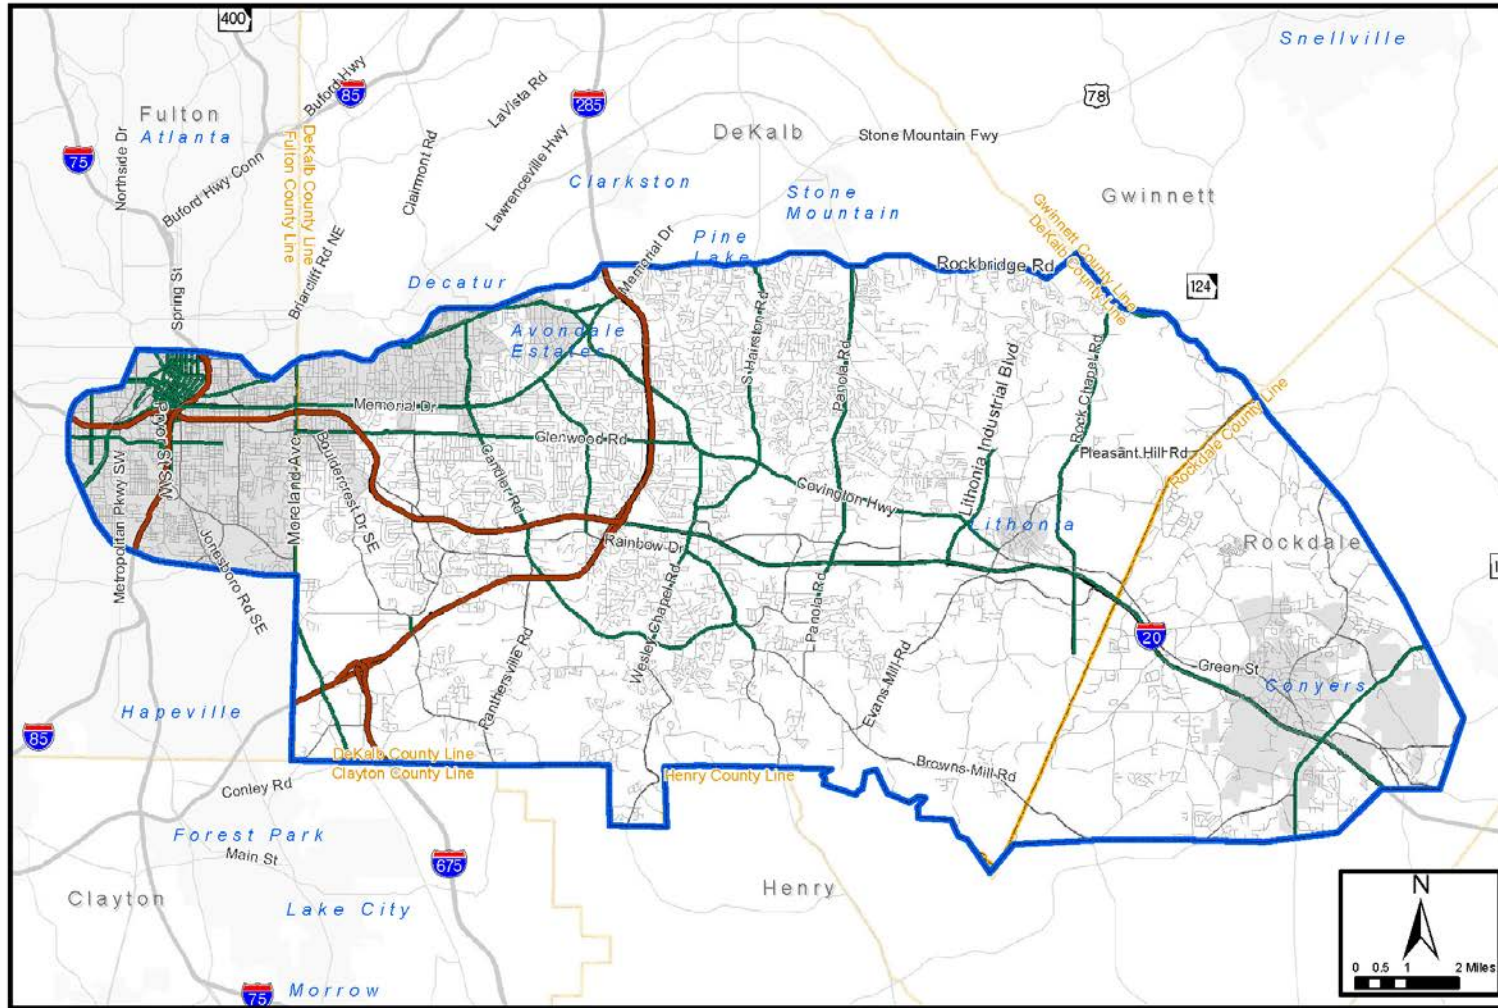 400
Snellville
Buford Hwy
85
LaVista Rd
285
78
Fulton
Atlanta
Northside Dr
75
DeKalb
Stone Mountain Fwy
Lawrenceville Hwy
Clairmont Rd
Buford Hwy Conn
DeKalb County Line
Fulton County Line
Clarkston
Stone
Mountain
Gwinnett
Gwinnett County Line
DeKalb County Line
Pine
Lake
Memorial Dr
Briarcliff Rd NE
Spring St
Decatur
Rockbridge Rd
124
Avondale
Estates
S Hairston Rd
Panola Rd
Lithonia Industrial Blvd
Rock Chapel Rd
Memorial Dr
Pryor St SW
Glenwood Rd
Pleasant Hill Rd
Rockdale County Line
Metropolitan Pkwy SW
Moreland Ave
Bouldercrest Dr SE
Candler Rd
Covington Hwy
Lithonia
Rockdale
1
Jonesboro Rd SE
Rainbow Dr
Wesley Chapel Rd
Panola Rd
20
Panthersville Rd
Evans Mill Rd
Green St
Conyers
Hapeville
85
DeKalb County Line
Clayton County Line
Henry County Line
Browns Mill Rd
Conley Rd
Forest Park
Main St
675
Clayton
Lake City
Henry
N
0 0.5 1 2 Miles
75
Morrow